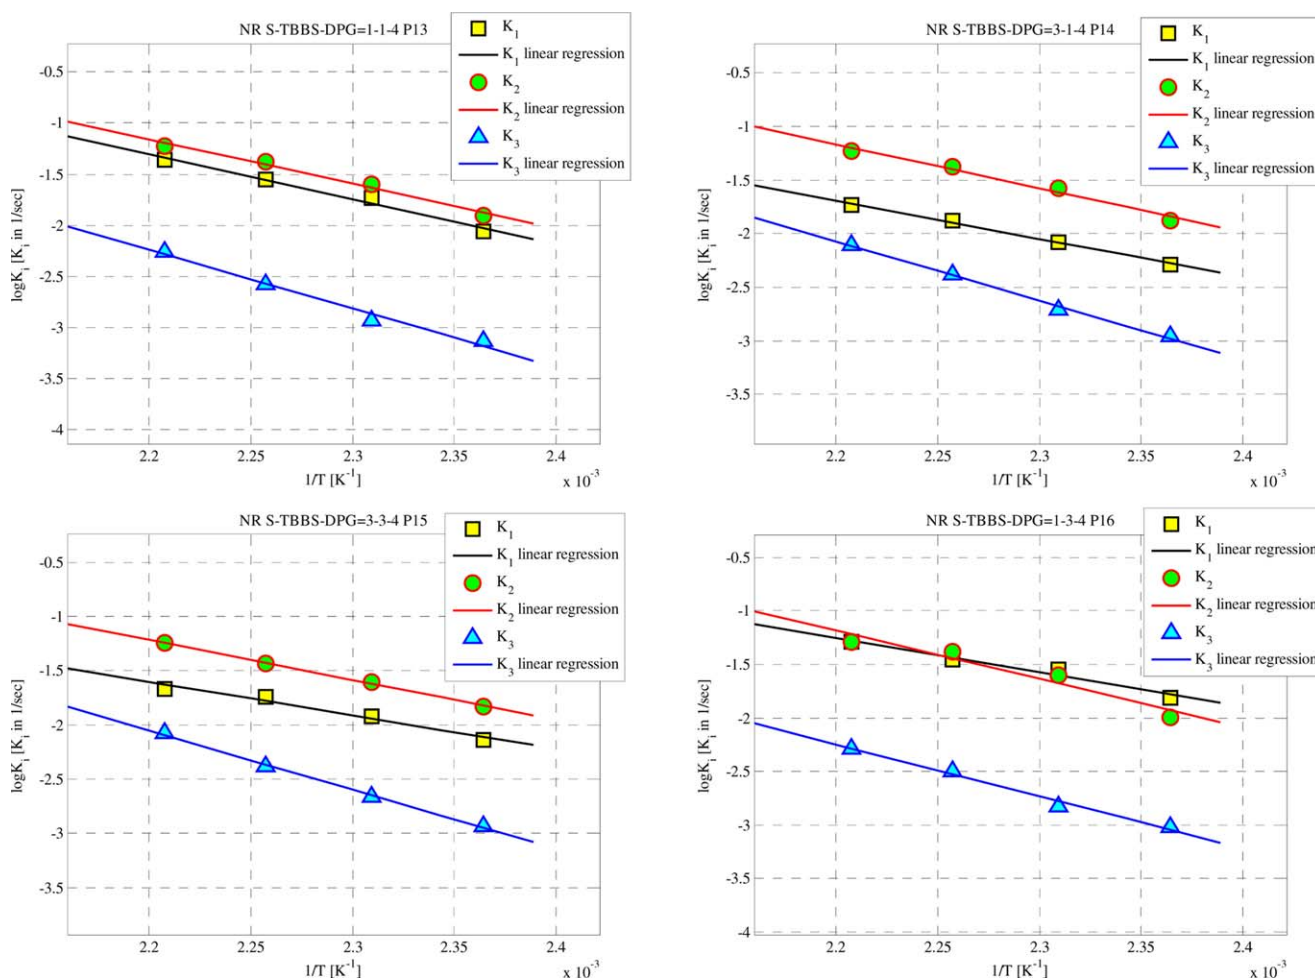 NR S-TBBS-DPG=1-1-4 P13
K1
K1 linear regression
K2
K2 linear regression
K3
K3 linear regression
-0.5
-1
-1.5
-2
-2.5
-3
-3.5
-4
logKi [Ki in 1/sec]
2.2
2.25
2.3
2.35
2.4
1/T [K-1]
x 10-3
NR S-TBBS-DPG=3-1-4 P14
K1
K1 linear regression
K2
K2 linear regression
K3
K3 linear regression
-0.5
-1
-1.5
-2
-2.5
-3
-3.5
logKi [Ki in 1/sec]
2.2
2.25
2.3
2.35
2.4
1/T [K-1]
x 10-3
NR S-TBBS-DPG=3-3-4 P15
K1
K1 linear regression
K2
K2 linear regression
K3
K3 linear regression
-0.5
-1
-1.5
-2
-2.5
-3
-3.5
logKi [Ki in 1/sec]
2.2
2.25
2.3
2.35
2.4
1/T [K-1]
x 10-3
NR S-TBBS-DPG=1-3-4 P16
K1
K1 linear regression
K2
K2 linear regression
K3
K3 linear regression
-0.5
-1
-1.5
-2
-2.5
-3
-3.5
-4
logKi [Ki in 1/sec]
2.2
2.25
2.3
2.35
2.4
1/T [K-1]
x 10-3